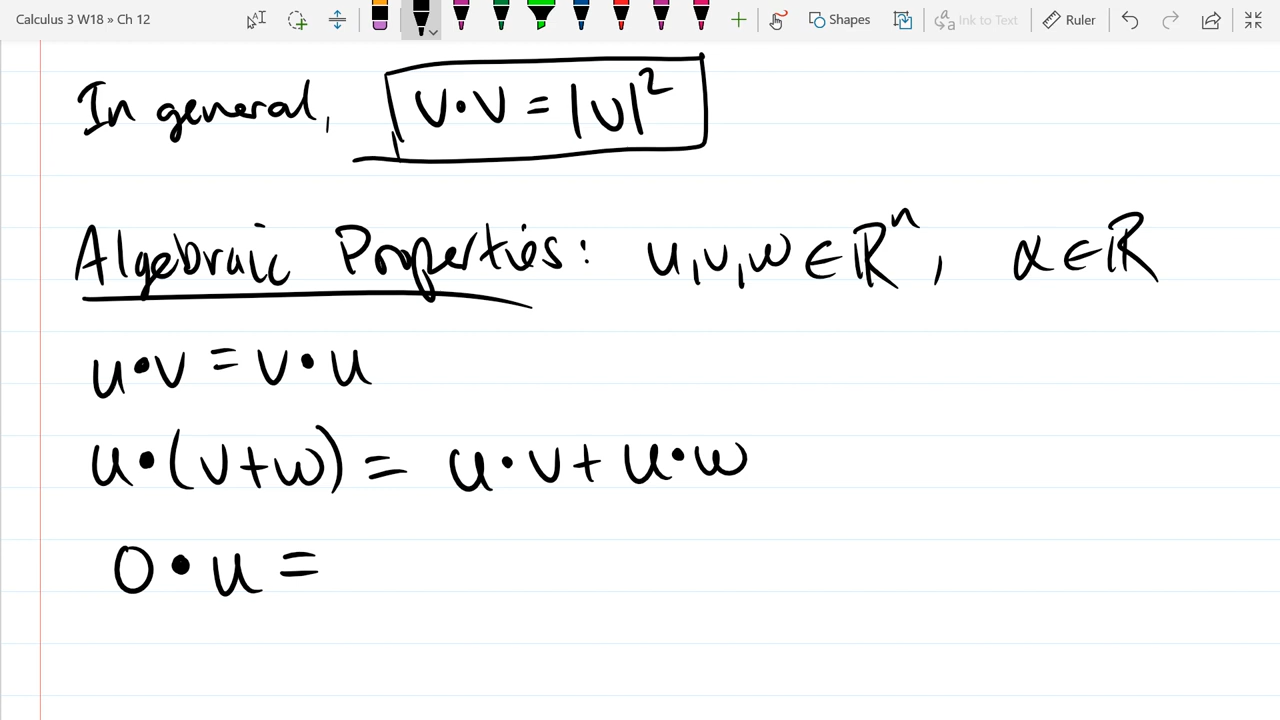 Calculus 3 W18 » Ch 12
Shapes
Ink to Text
Ruler
In general, v•v = |v|²
Algebraic Properties: u,v,w ∈ ℝⁿ, α ∈ ℝ
u•v = v•u
u•(v+w) = u•v + u•w
0•u =